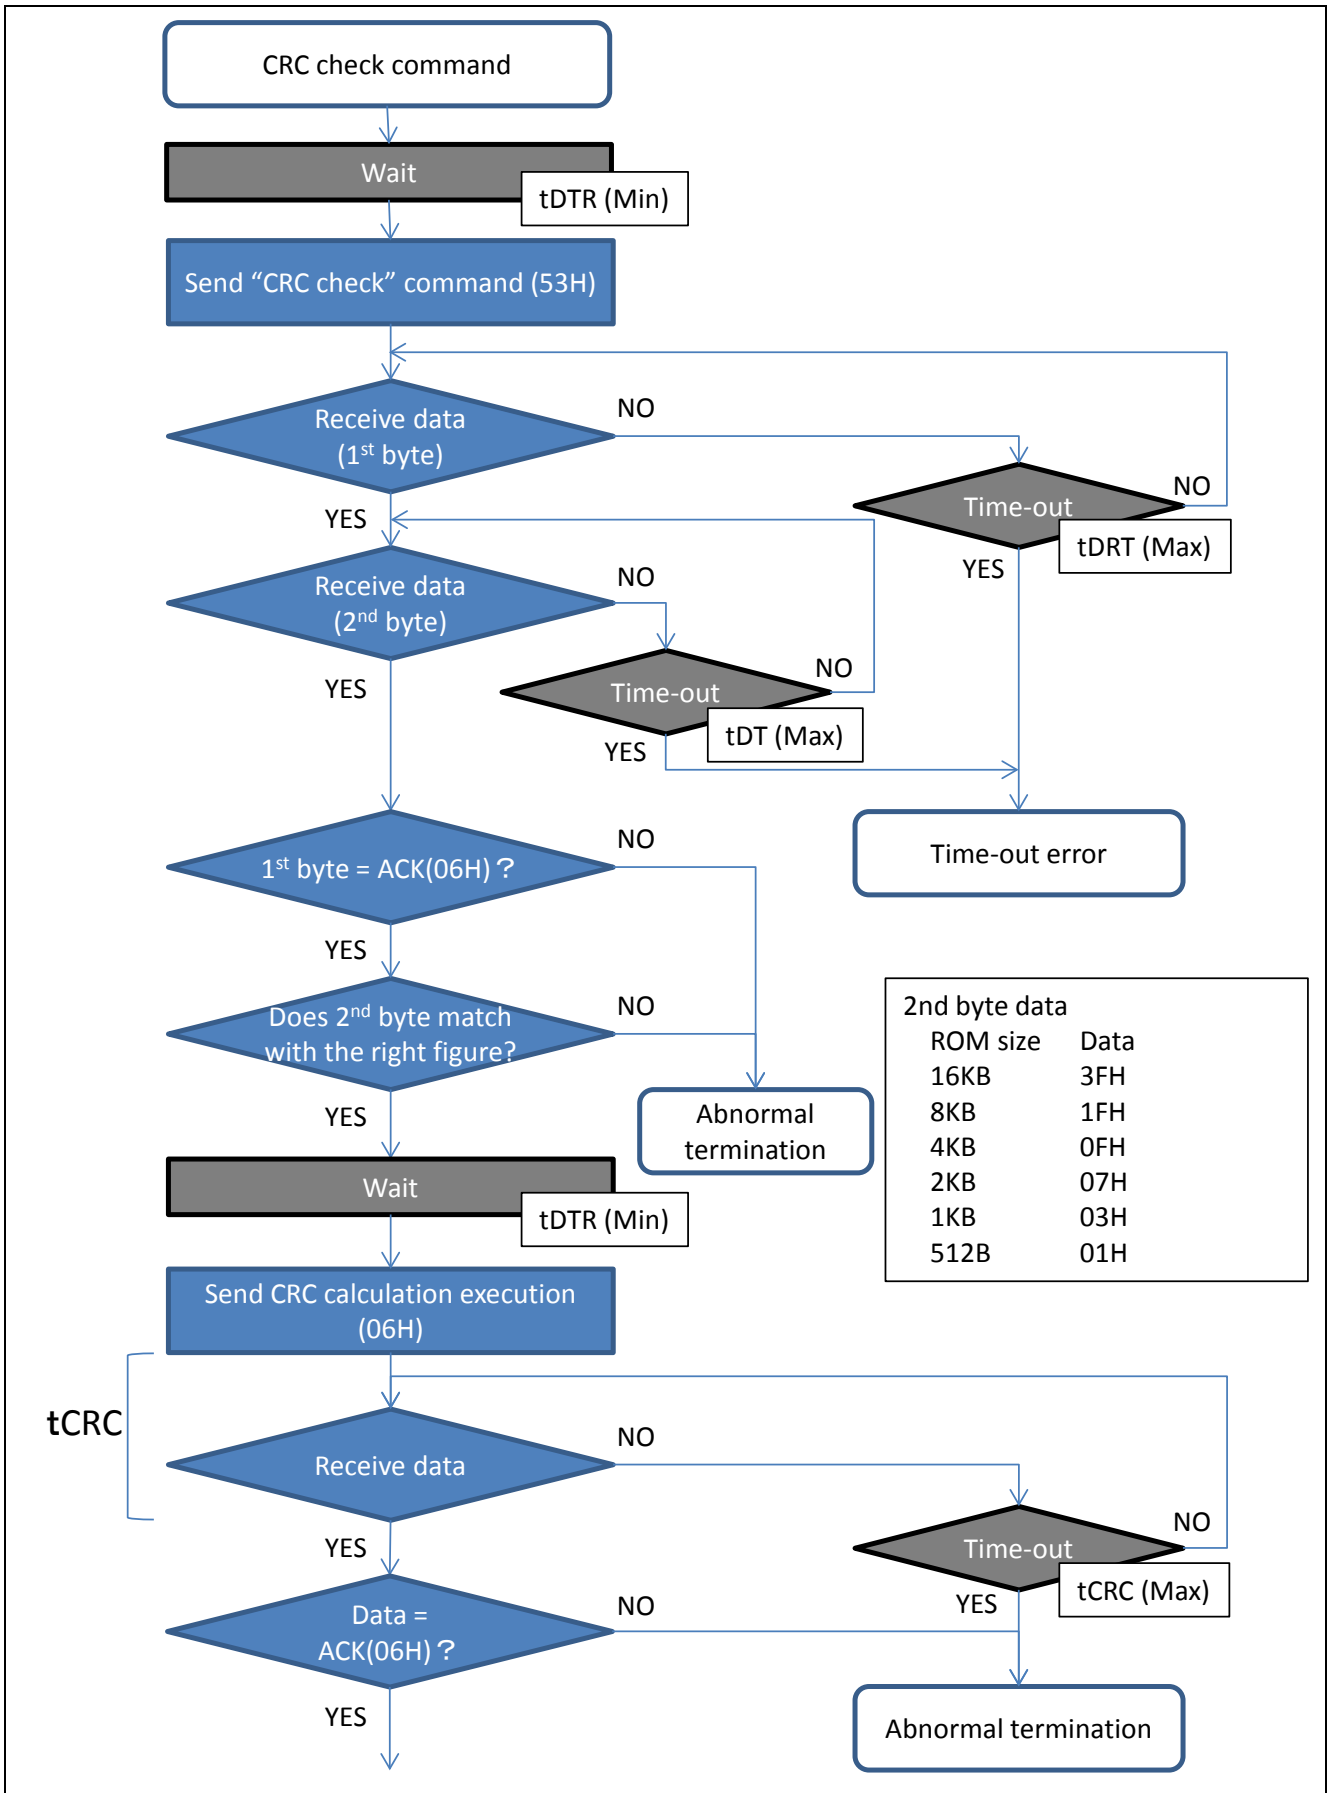 CRC check command
Wait
tDTR (Min)
Send “CRC check” command (53H)
Receive data
(1st byte)
NO
Time-out
NO
tDRT (Max)
YES
YES
Receive data
(2nd byte)
NO
Time-out
NO
tDT (Max)
YES
YES
Time-out error
1st byte = ACK(06H)？
NO
YES
Does 2nd byte match
with the right figure?
NO
YES
Abnormal
termination
2nd byte data
ROM size Data
16KB 3FH
8KB 1FH
4KB 0FH
2KB 07H
1KB 03H
512B 01H
Wait
tDTR (Min)
Send CRC calculation execution
(06H)
tCRC
Receive data
NO
Time-out
NO
tCRC (Max)
YES
YES
Data =
ACK(06H)？
NO
YES
Abnormal termination